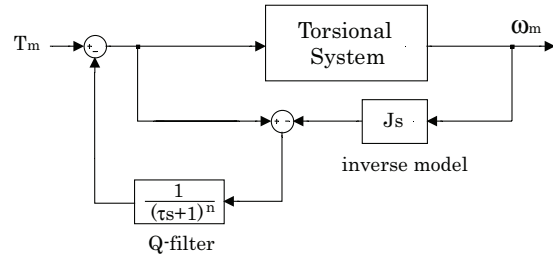 Torsional
System
Tm
ωm
+
-
Js
+
-
inverse model
1
(τs+1)ⁿ
Q-filter